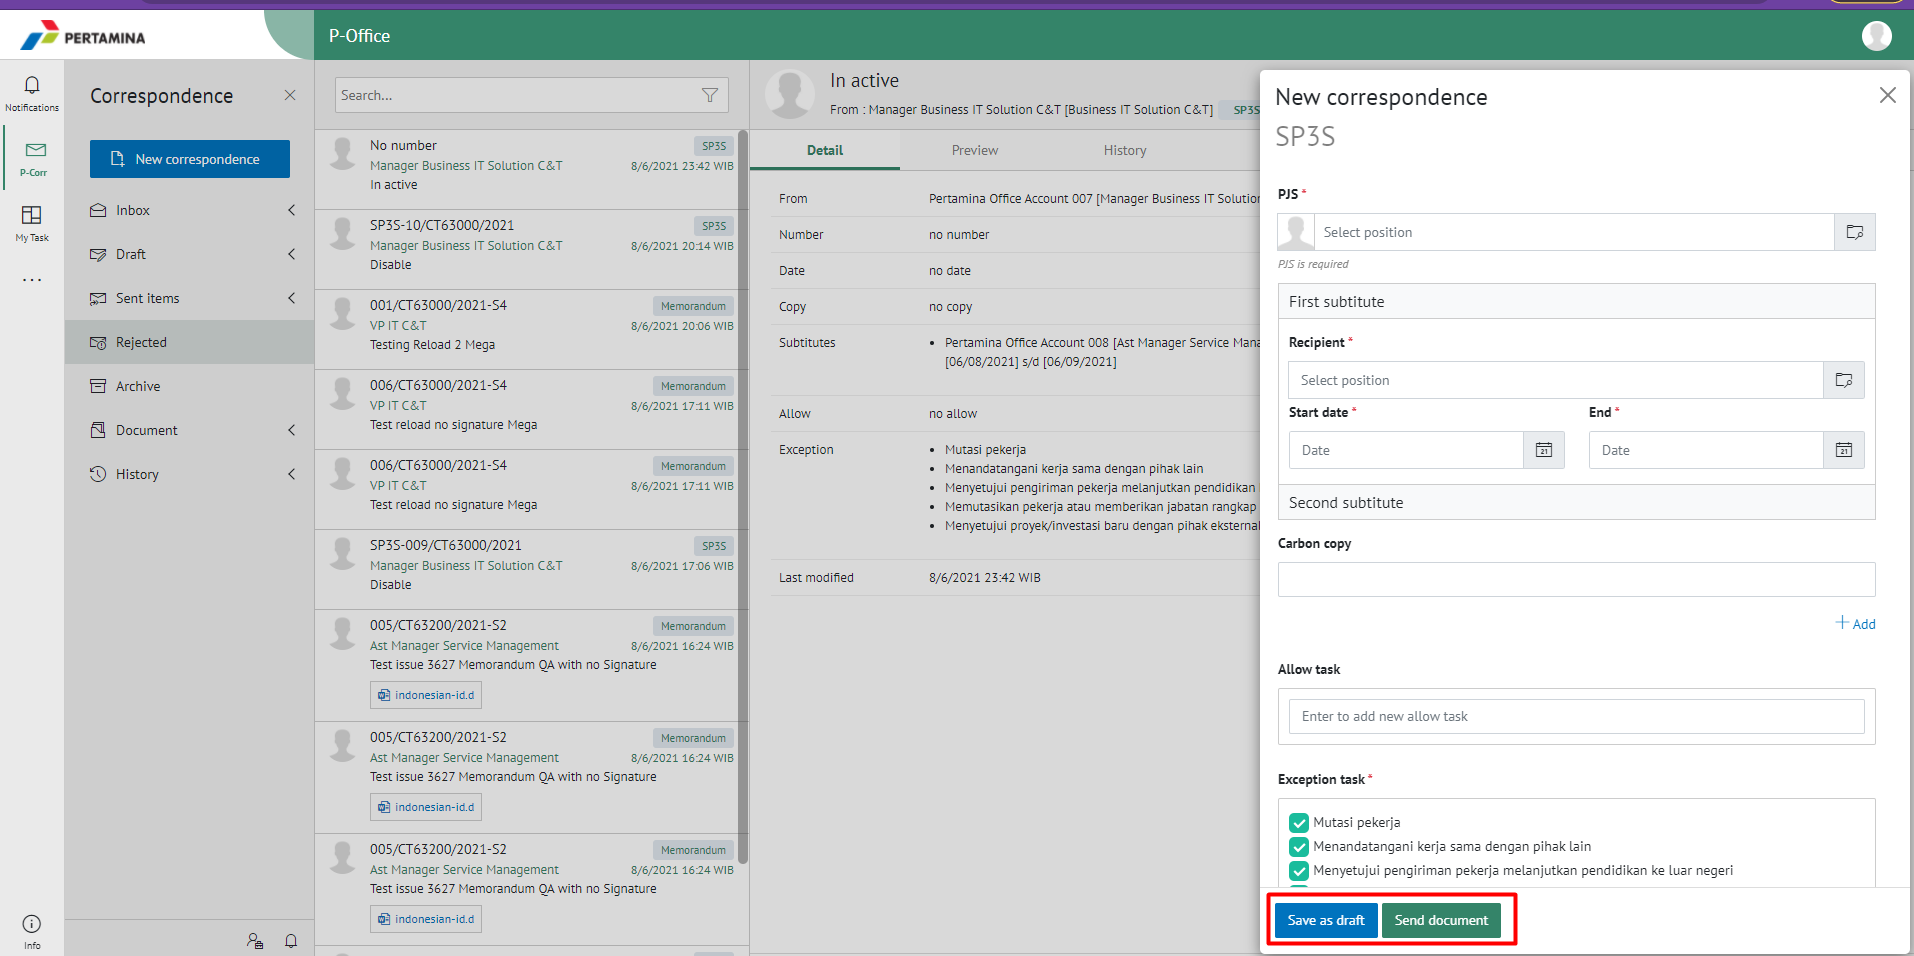 PERTAMINA
P-Office
Notifications
P-Corr
My Task
...
Info
Correspondence
New correspondence
Inbox
Draft
Sent items
Rejected
Archive
Document
History
Search...
No number
SP3S
Manager Business IT Solution C&T
8/6/2021 23:42 WIB
In active
SP3S-10/CT63000/2021
SP3S
Manager Business IT Solution C&T
8/6/2021 20:14 WIB
Disable
001/CT63000/2021-S4
Memorandum
VP IT C&T
8/6/2021 20:06 WIB
Testing Reload 2 Mega
006/CT63000/2021-S4
Memorandum
VP IT C&T
8/6/2021 17:11 WIB
Test reload no signature Mega
006/CT63000/2021-S4
Memorandum
VP IT C&T
8/6/2021 17:11 WIB
Test reload no signature Mega
SP3S-009/CT63000/2021
SP3S
Manager Business IT Solution C&T
8/6/2021 17:06 WIB
Disable
005/CT63200/2021-S2
Memorandum
Ast Manager Service Management
8/6/2021 16:24 WIB
Test issue 3627 Memorandum QA with no Signature
indonesian-id.d
005/CT63200/2021-S2
Memorandum
Ast Manager Service Management
8/6/2021 16:24 WIB
Test issue 3627 Memorandum QA with no Signature
indonesian-id.d
005/CT63200/2021-S2
Memorandum
Ast Manager Service Management
8/6/2021 16:24 WIB
Test issue 3627 Memorandum QA with no Signature
indonesian-id.d
In active
From : Manager Business IT Solution C&T [Business IT Solution C&T]
SP3S
Detail
Preview
History
From
Pertamina Office Account 007 [Manager Business IT Solution
Number
no number
Date
no date
Copy
no copy
Subtitutes
• Pertamina Office Account 008 [Ast Manager Service Mana
[06/08/2021] s/d [06/09/2021]
Allow
no allow
Exception
• Mutasi pekerja
• Menandatangani kerja sama dengan pihak lain
• Menyetujui pengiriman pekerja melanjutkan pendidikan
• Memutasikan pekerja atau memberikan jabatan rangkap
• Menyetujui proyek/investasi baru dengan pihak eksternal
Last modified
8/6/2021 23:42 WIB
New correspondence
SP3S
PJS *
Select position
PJS is required
First subtitute
Recipient *
Select position
Start date *
End *
Date
21
Date
21
Second subtitute
Carbon copy
+ Add
Allow task
Enter to add new allow task
Exception task *
Mutasi pekerja
Menandatangani kerja sama dengan pihak lain
Menyetujui pengiriman pekerja melanjutkan pendidikan ke luar negeri
Save as draft
Send document